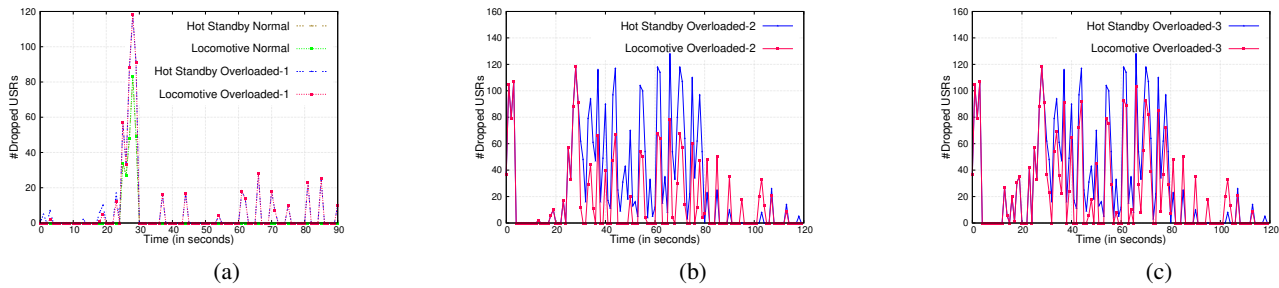 #Dropped USRs
120
100
80
60
40
20
0
0 10 20 30 40 50 60 70 80 90
Time (in seconds)
Hot Standby Normal
Locomotive Normal
Hot Standby Overloaded-1
Locomotive Overloaded-1
(a)
#Dropped USRs
160
140
120
100
80
60
40
20
0
0 20 40 60 80 100 120
Time (in seconds)
Hot Standby Overloaded-2
Locomotive Overloaded-2
(b)
#Dropped USRs
160
140
120
100
80
60
40
20
0
0 20 40 60 80 100 120
Time (in seconds)
Hot Standby Overloaded-3
Locomotive Overloaded-3
(c)